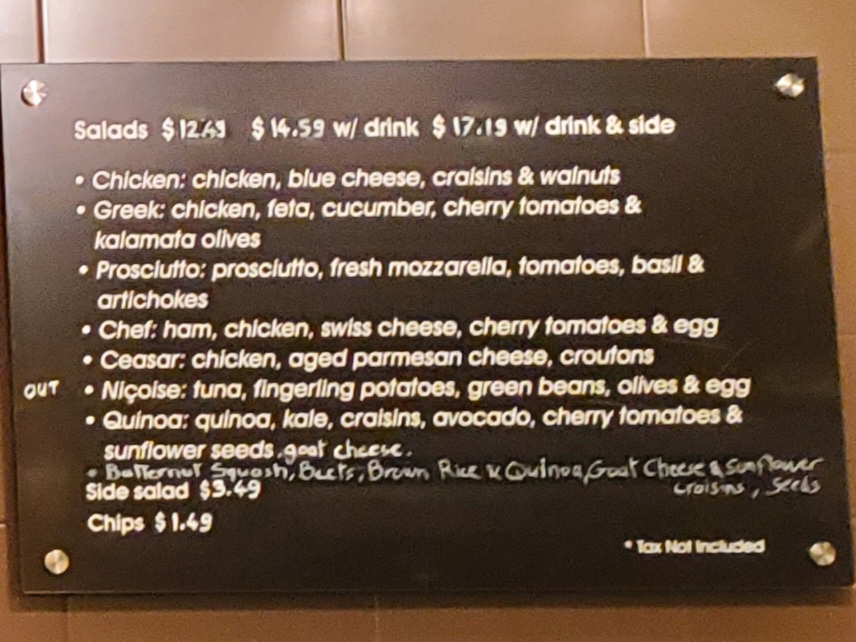 Salads $12.49 $14.59 w/ drink $17.19 w/ drink & side
• Chicken: chicken, blue cheese, craisins & walnuts
• Greek: chicken, feta, cucumber, cherry tomatoes &
kalamata olives
• Prosciutto: prosciutto, fresh mozzarella, tomatoes, basil &
artichokes
• Chef: ham, chicken, swiss cheese, cherry tomatoes & egg
• Ceasar: chicken, aged parmesan cheese, croutons
OUT • Niçoise: tuna, fingerling potatoes, green beans, olives & egg
• Quinoa: quinoa, kale, craisins, avocado, cherry tomatoes &
sunflower seeds, goat cheese.
• Butternut Squash, Beets, Brown Rice & Quinoa, Goat Cheese & Sunflower
craisins, Seeds
Side salad $3.49
Chips $1.49
* Tax Not Included